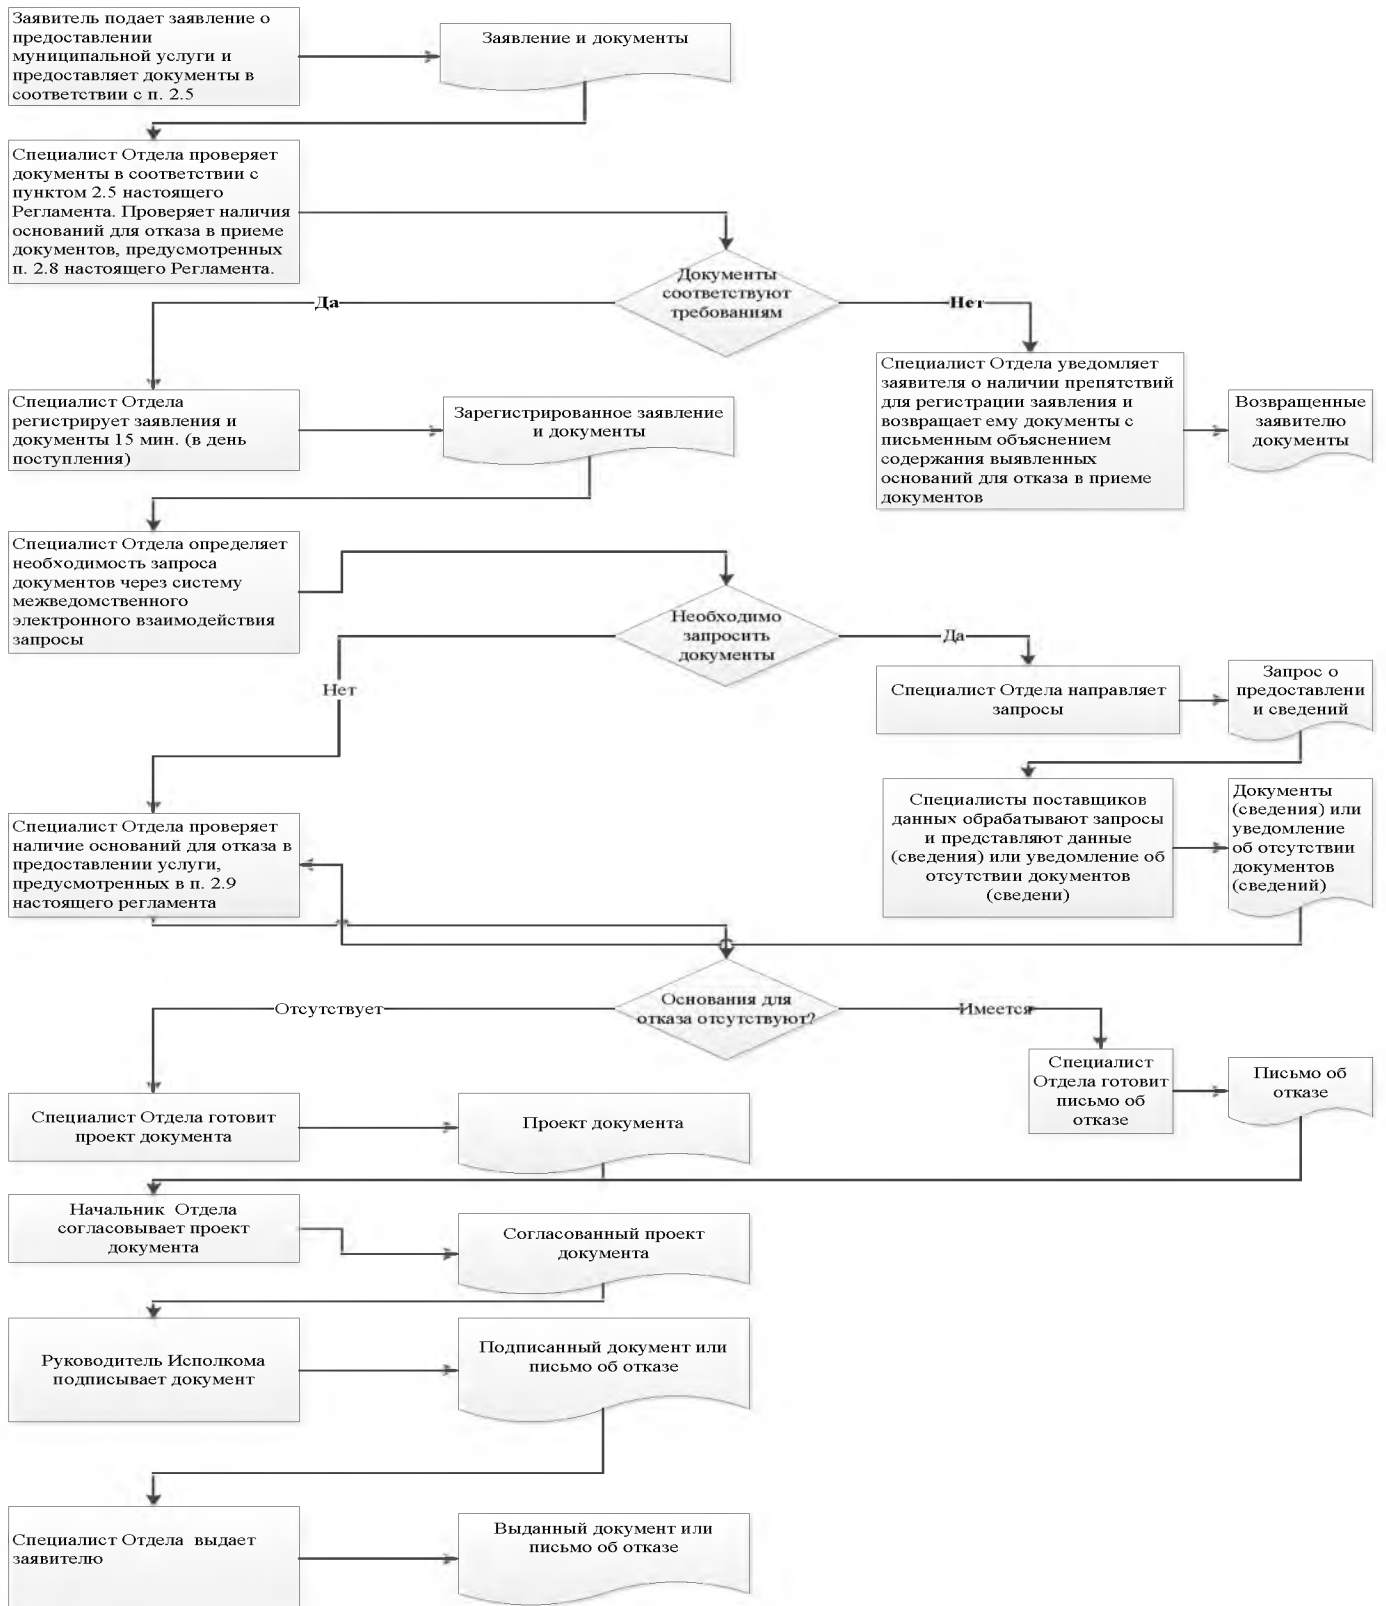 Заявитель подает заявление о
предоставлении
муниципальной услуги и
предоставляет документы в
соответствии с п. 2.5
Заявление и документы
Специалист Отдела проверяет
документы в соответствии с
пунктом 2.5 настоящего
Регламента. Проверяет наличия
оснований для отказа в приеме
документов, предусмотренных
п. 2.8 настоящего Регламента.
Документы
соответствуют
требованиям
Да
Нет
Специалист Отдела
регистрирует заявления и
документы 15 мин. (в день
поступления)
Зарегистрированное заявление
и документы
Специалист Отдела уведомляет
заявителя о наличии препятствий
для регистрации заявления и
возвращает ему документы с
письменным объяснением
содержания выявленных
оснований для отказа в приеме
документов
Возвращенные
заявителю
документы
Специалист Отдела определяет
необходимость запроса
документов через систему
межведомственного
электронного взаимодействия
запросы
Необходимо
запросить
документы
Да
Нет
Специалист Отдела направляет
запросы
Запрос о
предоставлени
и сведений
Специалисты поставщиков
данных обрабатывают запросы
и представляют данные
(сведения) или уведомление об
отсутствии документов
(сведени)
Документы
(сведения) или
уведомление
об отсутствии
документов
(сведений)
Специалист Отдела проверяет
наличие оснований для отказа в
предоставлении услуги,
предусмотренных в п. 2.9
настоящего регламента
Основания для
отказа отсутствуют?
Отсутствует
Имеется
Специалист
Отдела готовит
письмо об
отказе
Письмо об
отказе
Специалист Отдела готовит
проект документа
Проект документа
Начальник  Отдела
согласовывает проект
документа
Согласованный проект
документа
Руководитель Исполкома
подписывает документ
Подписанный документ или
письмо об отказе
Специалист Отдела  выдает
заявителю
Выданный документ или
письмо об отказе